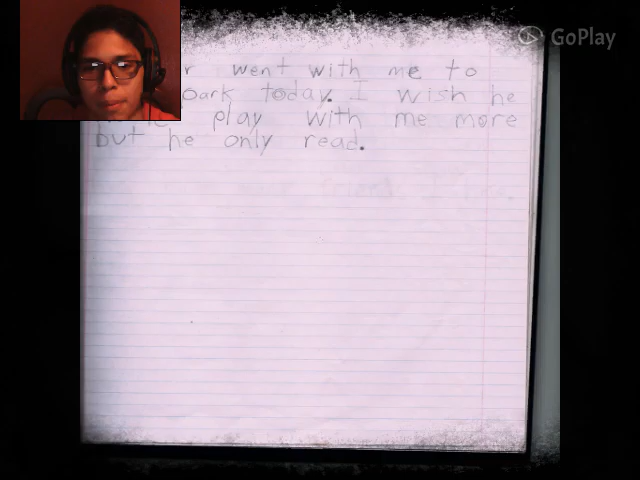 GoPlay
r went with me to
park today. I wish he
play with me more
but he only read.